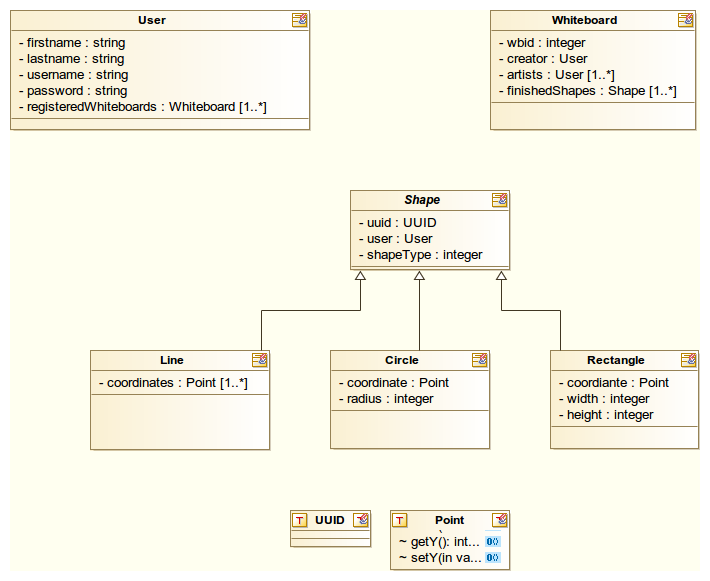 User
- firstname : string
- lastname : string
- username : string
- password : string
- registeredWhiteboards : Whiteboard [1..*]
Whiteboard
- wbid : integer
- creator : User
- artists : User [1..*]
- finishedShapes : Shape [1..*]
Shape
- uuid : UUID
- user : User
- shapeType : integer
Line
- coordinates : Point [1..*]
Circle
- coordinate : Point
- radius : integer
Rectangle
- coordiante : Point
- width : integer
- height : integer
T UUID
T Point
~ getY(): int...
~ setY(in va...